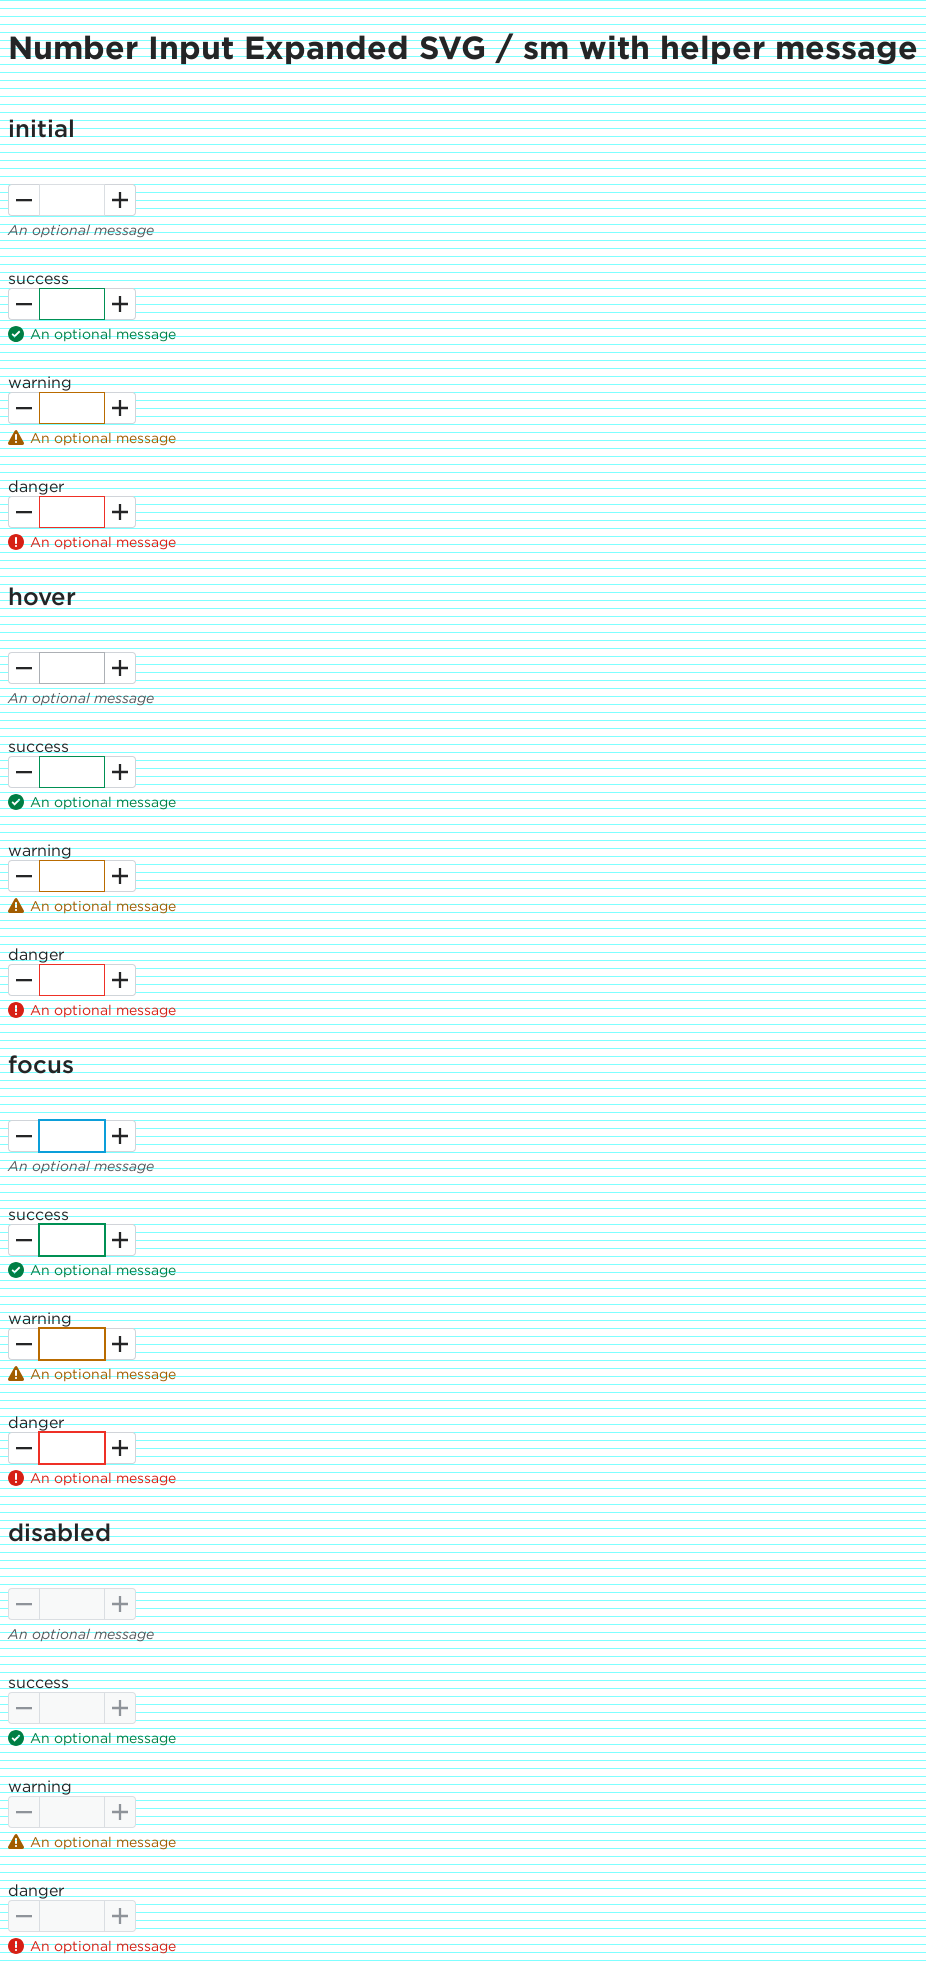 Number Input Expanded SVG / sm with helper message
initial
An optional message
success
An optional message
warning
An optional message
danger
An optional message
hover
An optional message
success
An optional message
warning
An optional message
danger
An optional message
focus
An optional message
success
An optional message
warning
An optional message
danger
An optional message
disabled
An optional message
success
An optional message
warning
An optional message
danger
An optional message